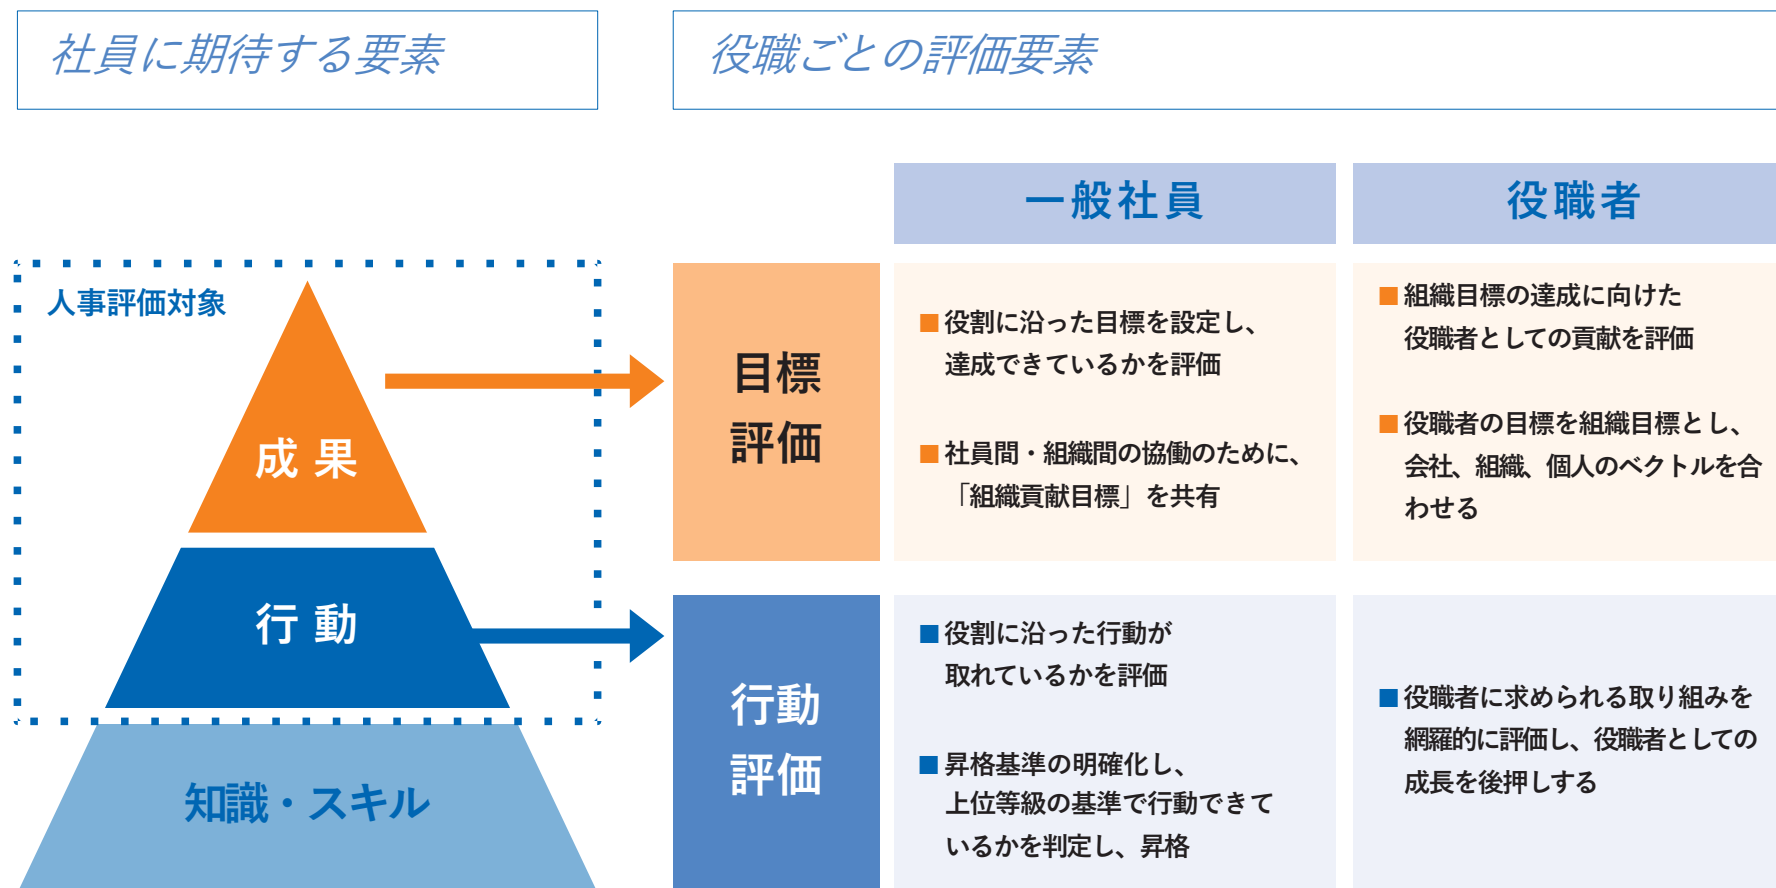 社員に期待する要素
役職ごとの評価要素
一般社員
役職者
人事評価対象
成果
行動
知識・スキル
目標
評価
■役割に沿った目標を設定し、
達成できているかを評価
■社員間・組織間の協働のために、
「組織貢献目標」を共有
■組織目標の達成に向けた
役職者としての貢献を評価
■役職者の目標を組織目標とし、
会社、組織、個人のベクトルを合
わせる
行動
評価
■役割に沿った行動が
取れているかを評価
■昇格基準の明確化し、
上位等級の基準で行動できて
いるかを判定し、昇格
■役職者に求められる取り組みを
網羅的に評価し、役職者としての
成長を後押しする